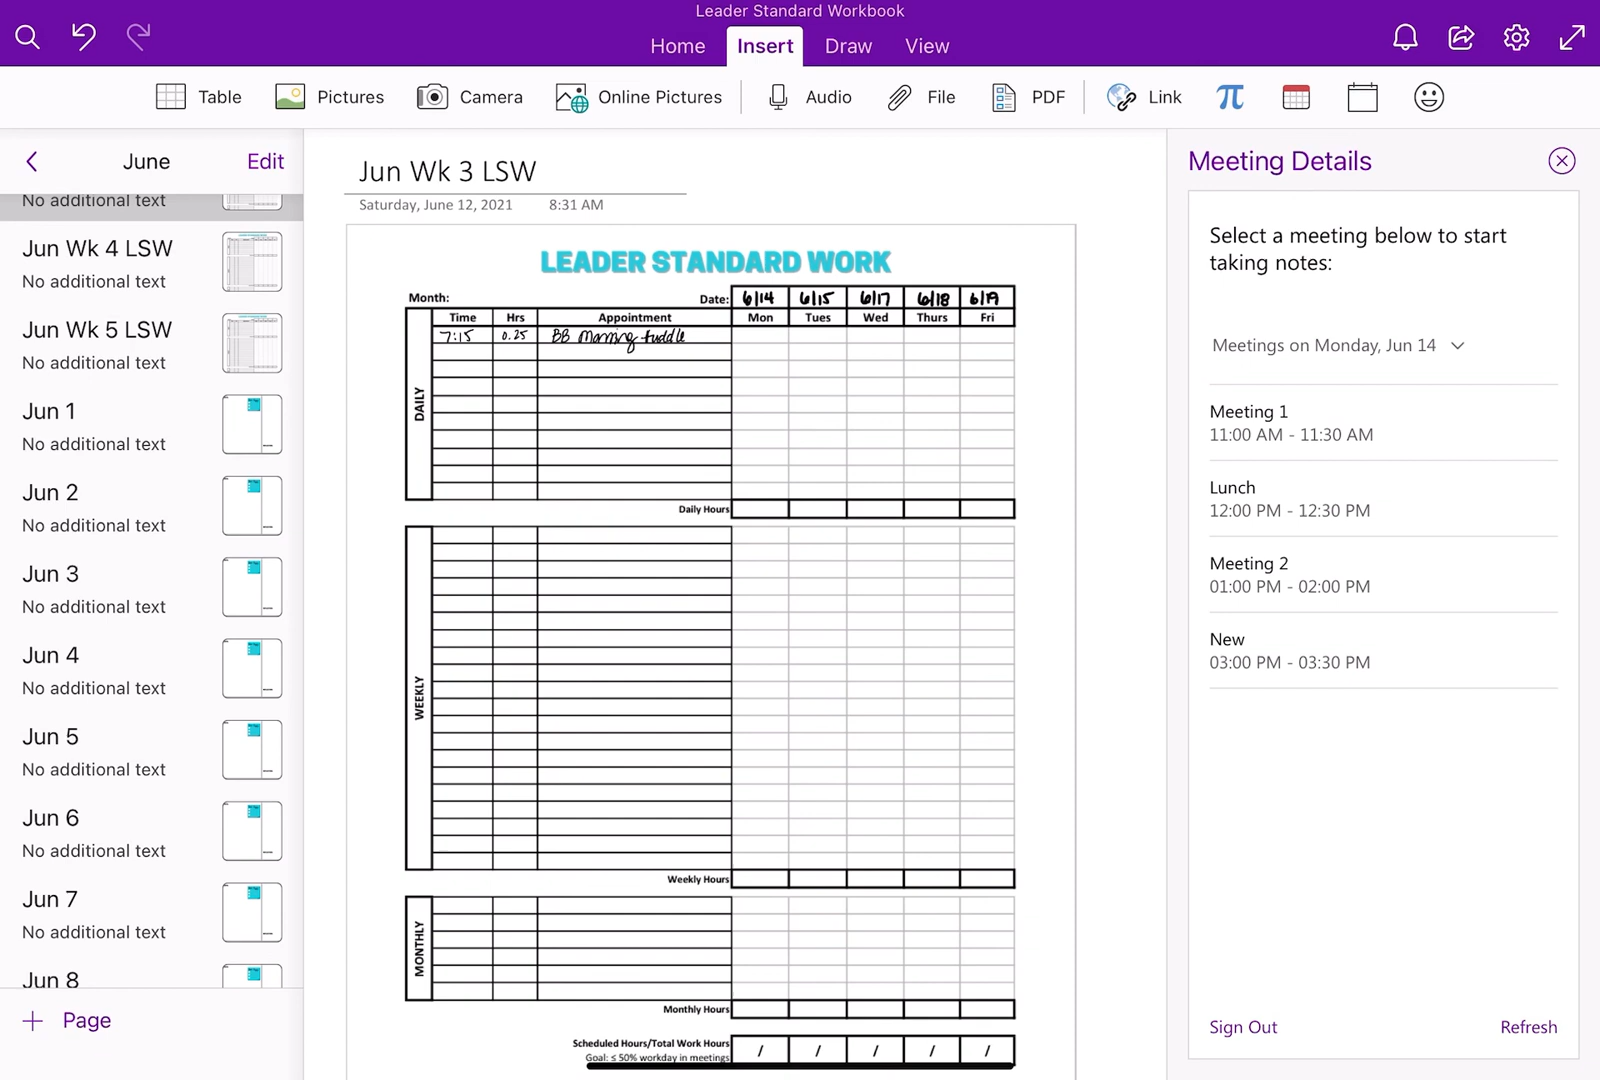 Leader Standard Workbook
Home Insert Draw View
Table Pictures Camera Online Pictures Audio File PDF Link
June Edit
No additional text
Jun Wk 4 LSW
No additional text
Jun Wk 5 LSW
No additional text
Jun 1
No additional text
Jun 2
No additional text
Jun 3
No additional text
Jun 4
No additional text
Jun 5
No additional text
Jun 6
No additional text
Jun 7
No additional text
Jun 8
Page
Jun Wk 3 LSW
Saturday, June 12, 2021 8:31 AM
LEADER STANDARD WORK
Month: Date: 6/14 6/15 6/17 6/18 6/19
Time Hrs Appointment Mon Tues Wed Thurs Fri
7:15 0.25 BB Morning Huddle
DAILY
Daily Hours
WEEKLY
Weekly Hours
MONTHLY
Monthly Hours
Scheduled Hours/Total Work Hours / / / / /
Goal: ≤ 50% workday in meetings
Meeting Details
Select a meeting below to start
taking notes:
Meetings on Monday, Jun 14
Meeting 1
11:00 AM - 11:30 AM
Lunch
12:00 PM - 12:30 PM
Meeting 2
01:00 PM - 02:00 PM
New
03:00 PM - 03:30 PM
Sign Out Refresh